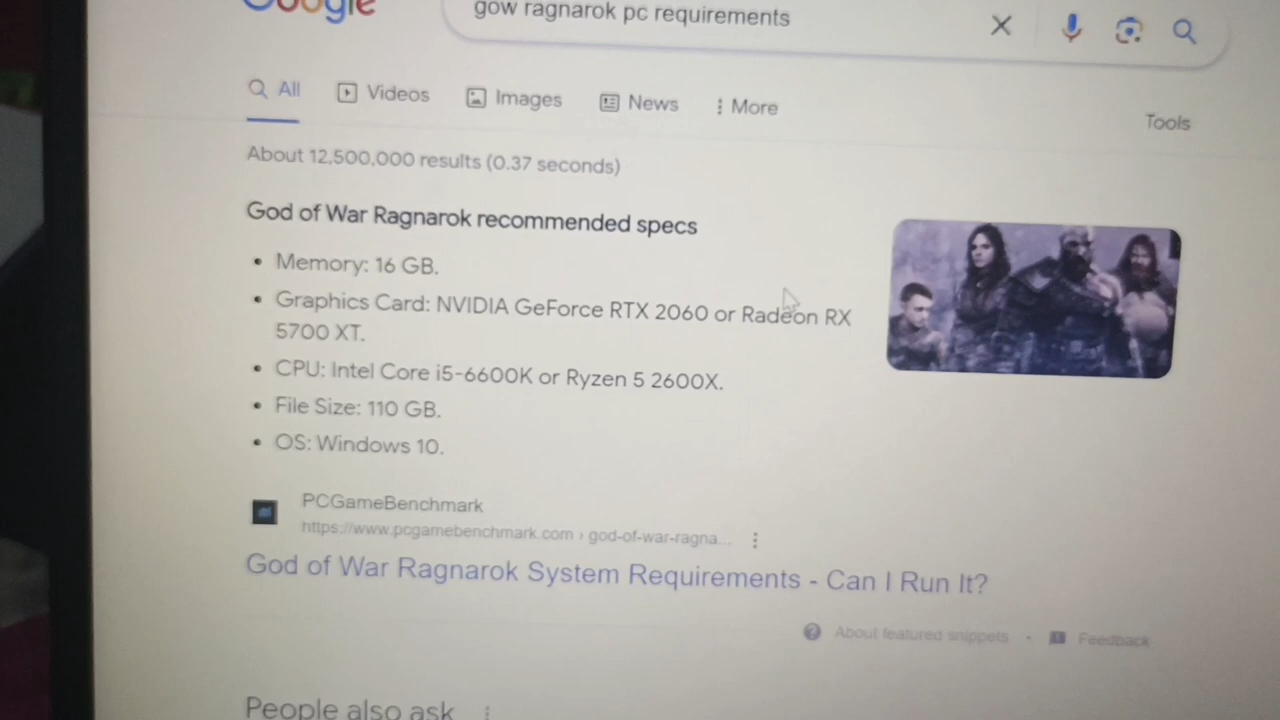 Google
gow ragnarok pc requirements
All
Videos
Images
News
More
Tools
About 12,500,000 results (0.37 seconds)
God of War Ragnarok recommended specs
• Memory: 16 GB.
• Graphics Card: NVIDIA GeForce RTX 2060 or Radeon RX
5700 XT.
• CPU: Intel Core i5-6600K or Ryzen 5 2600X.
• File Size: 110 GB.
• OS: Windows 10.
PCGameBenchmark
https://www.pcgamebenchmark.com › god-of-war-ragna...
God of War Ragnarok System Requirements - Can I Run It?
About featured snippets • Feedback
People also ask